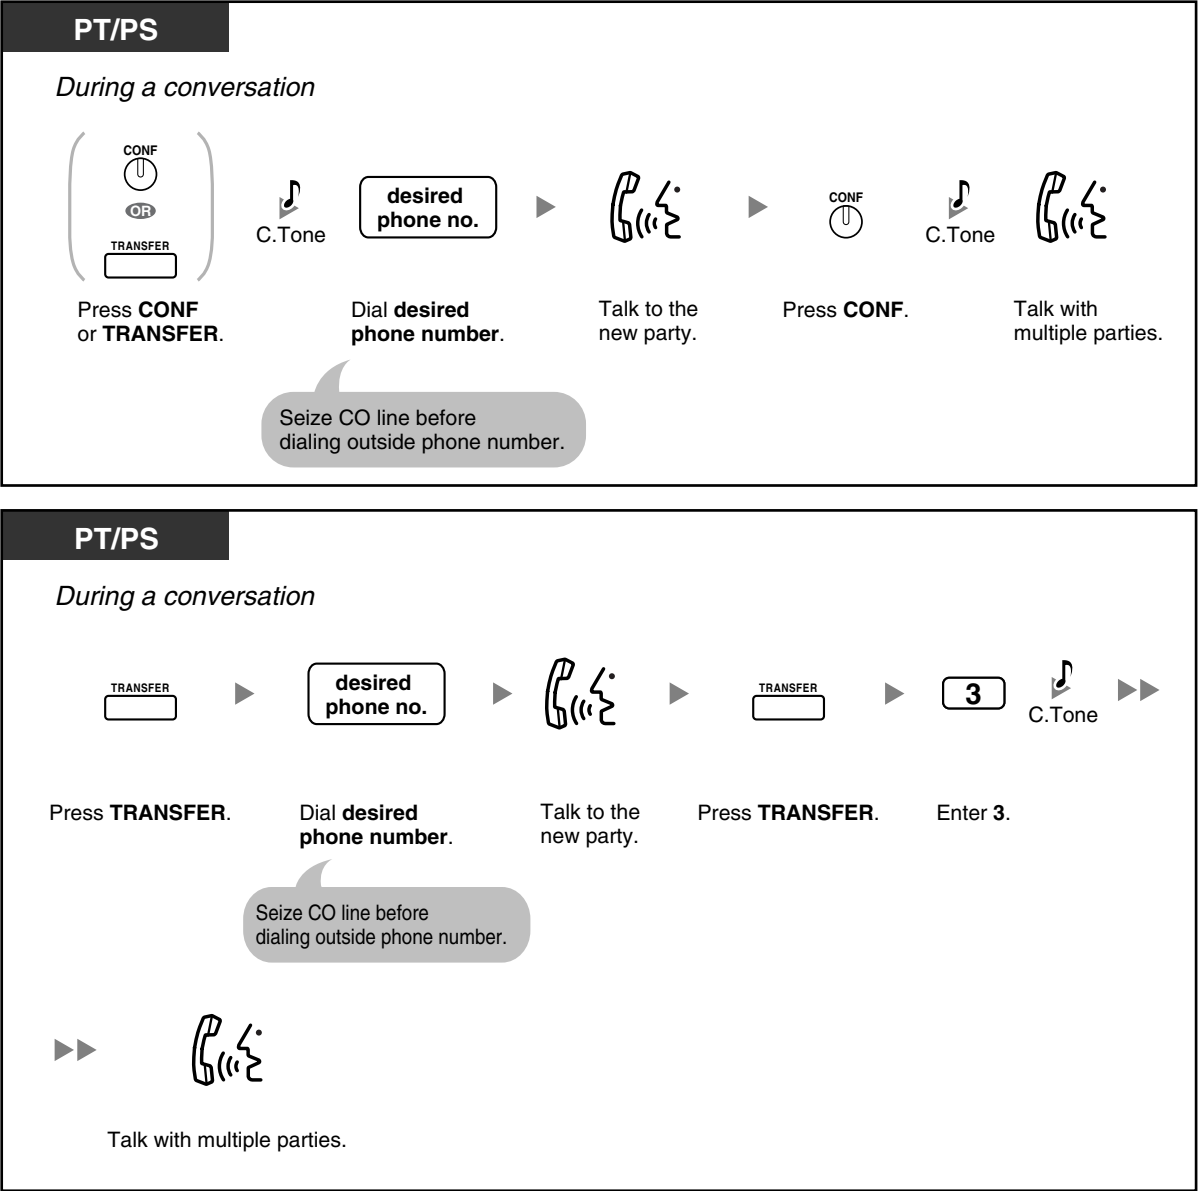 PT/PS
During a conversation
CONF
OR
TRANSFER
C.Tone
desired
phone no.
CONF
C.Tone
Press CONF
or TRANSFER.
Dial desired
phone number.
Talk to the
new party.
Press CONF.
Talk with
multiple parties.
Seize CO line before
dialing outside phone number.
PT/PS
During a conversation
TRANSFER
desired
phone no.
TRANSFER
3
C.Tone
Press TRANSFER.
Dial desired
phone number.
Talk to the
new party.
Press TRANSFER.
Enter 3.
Seize CO line before
dialing outside phone number.
Talk with multiple parties.